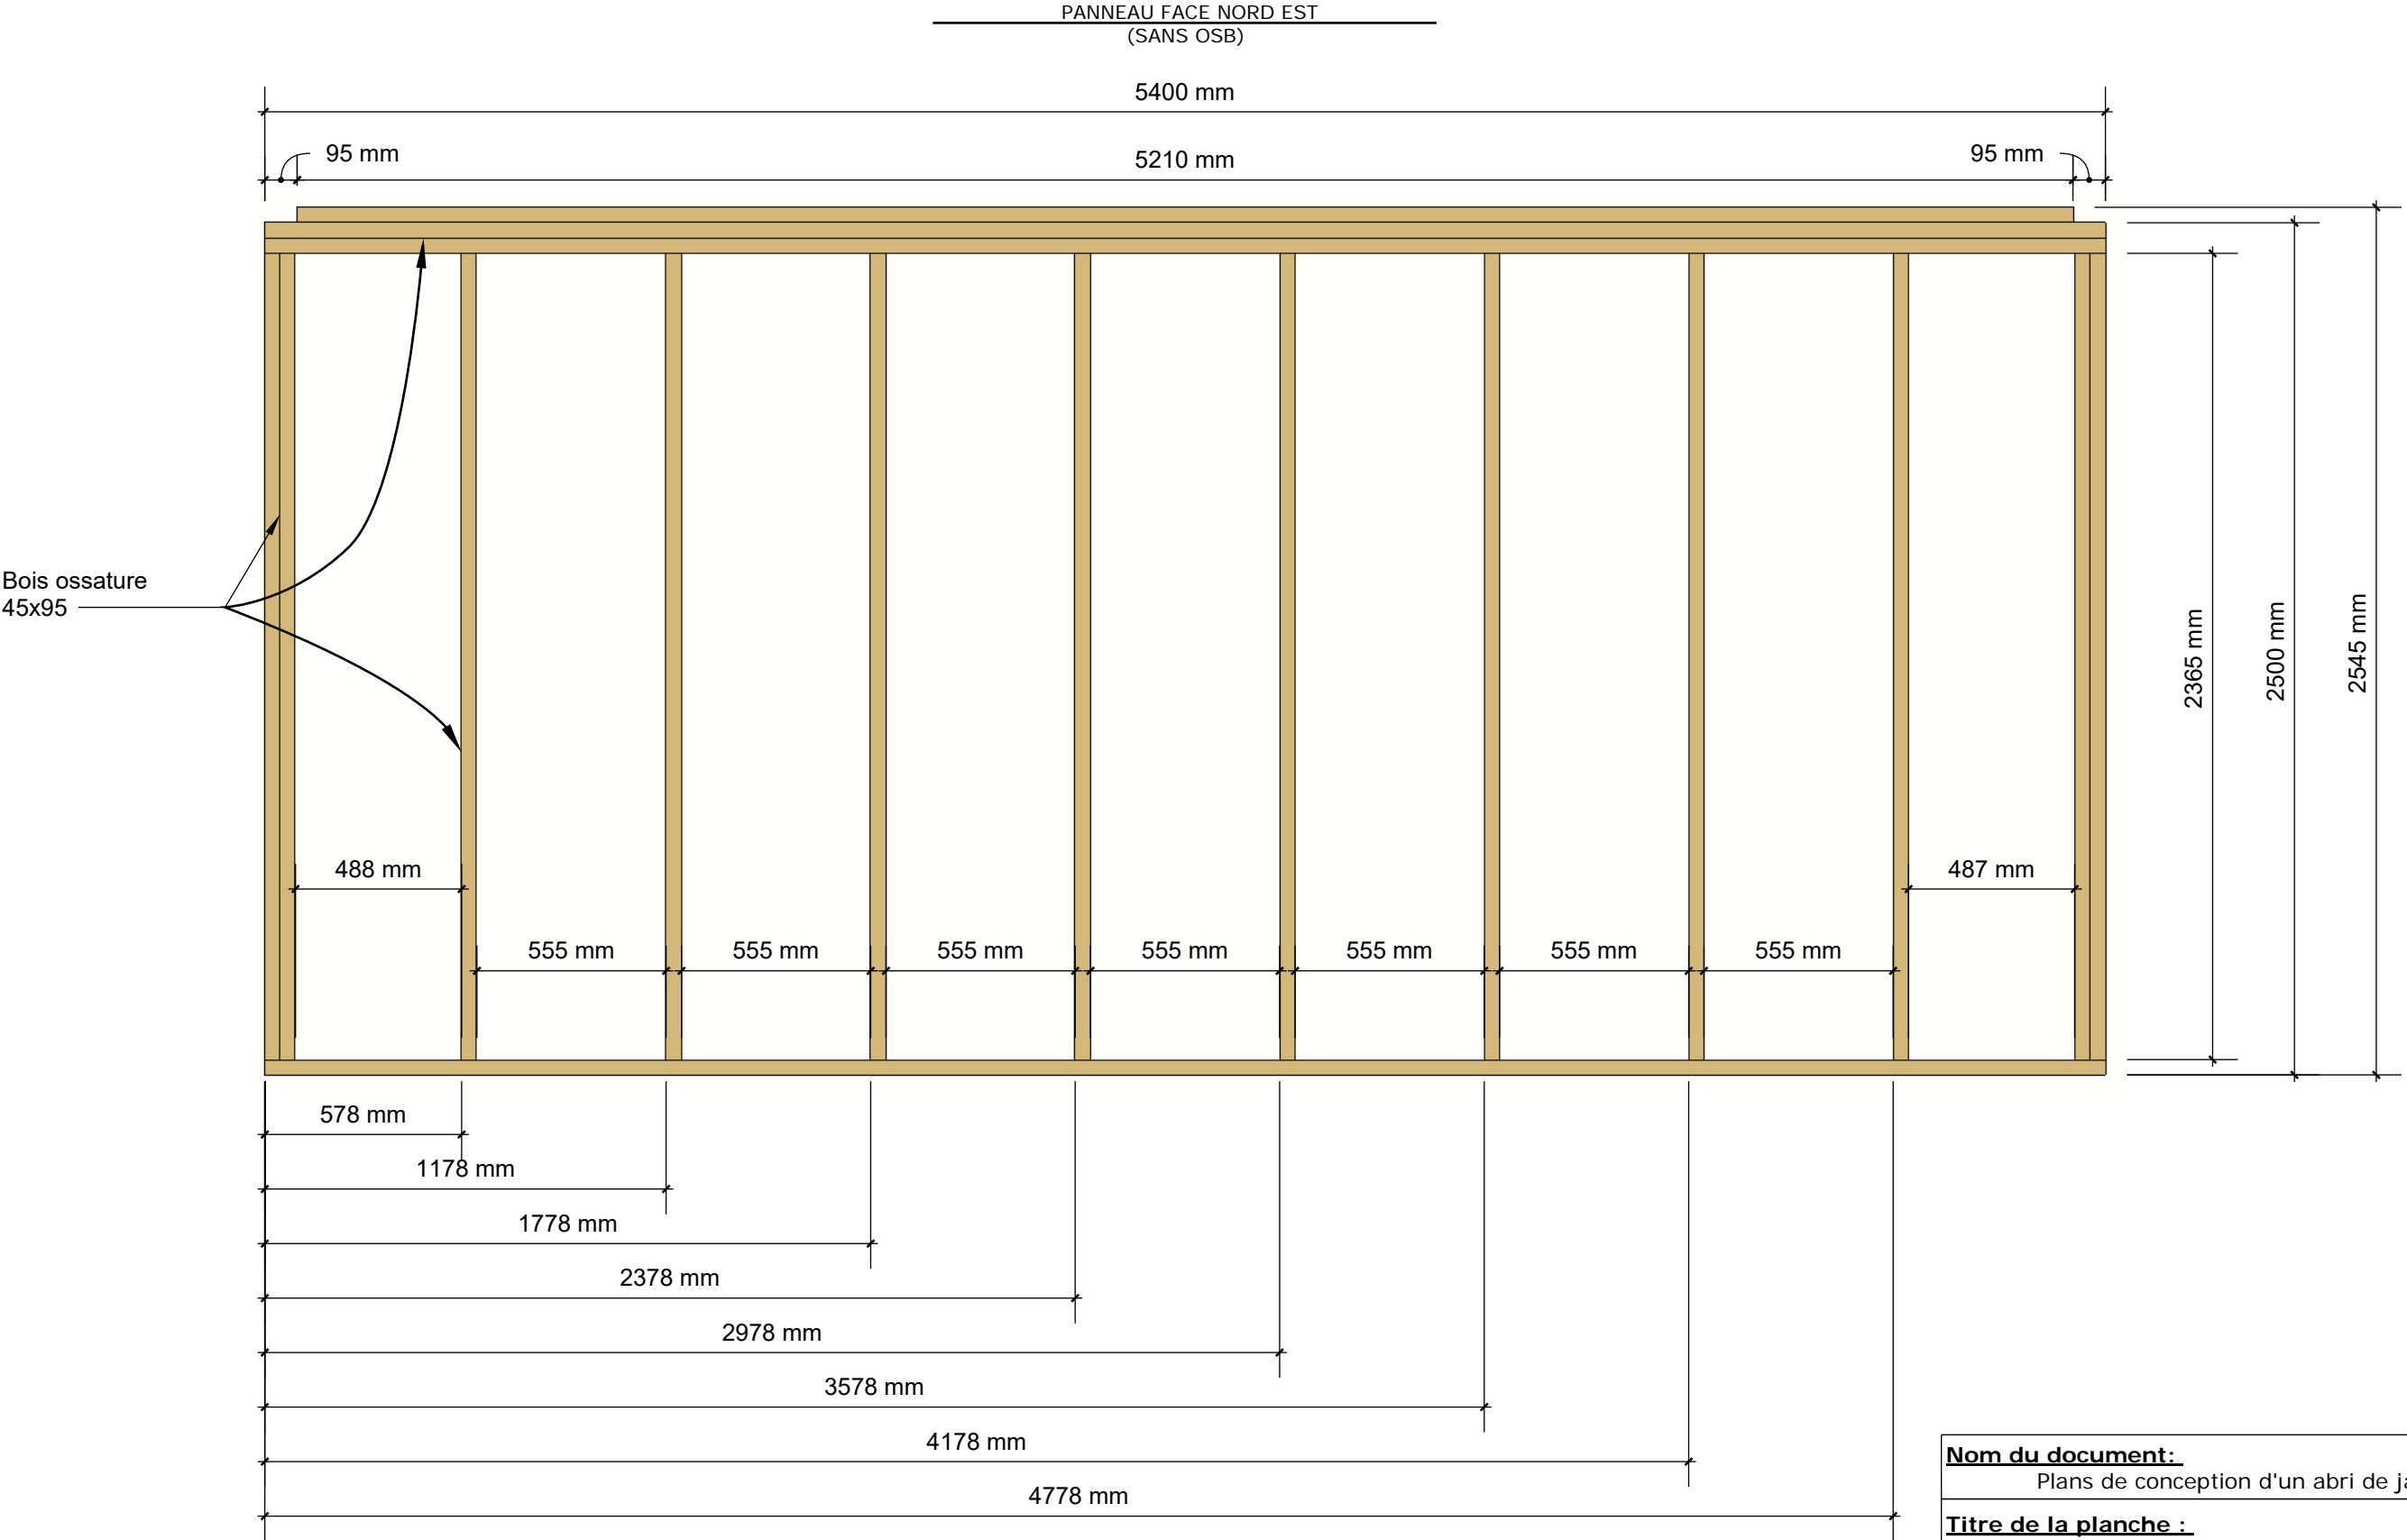 PANNEAU FACE NORD EST
(SANS OSB)
5400 mm
95 mm
5210 mm
95 mm
Bois ossature
45x95
2365 mm
2500 mm
2545 mm
488 mm
487 mm
555 mm
555 mm
555 mm
555 mm
555 mm
555 mm
555 mm
578 mm
1178 mm
1778 mm
2378 mm
2978 mm
3578 mm
4178 mm
4778 mm
Nom du document:
Plans de conception d'un abri de ja
Titre de la planche :